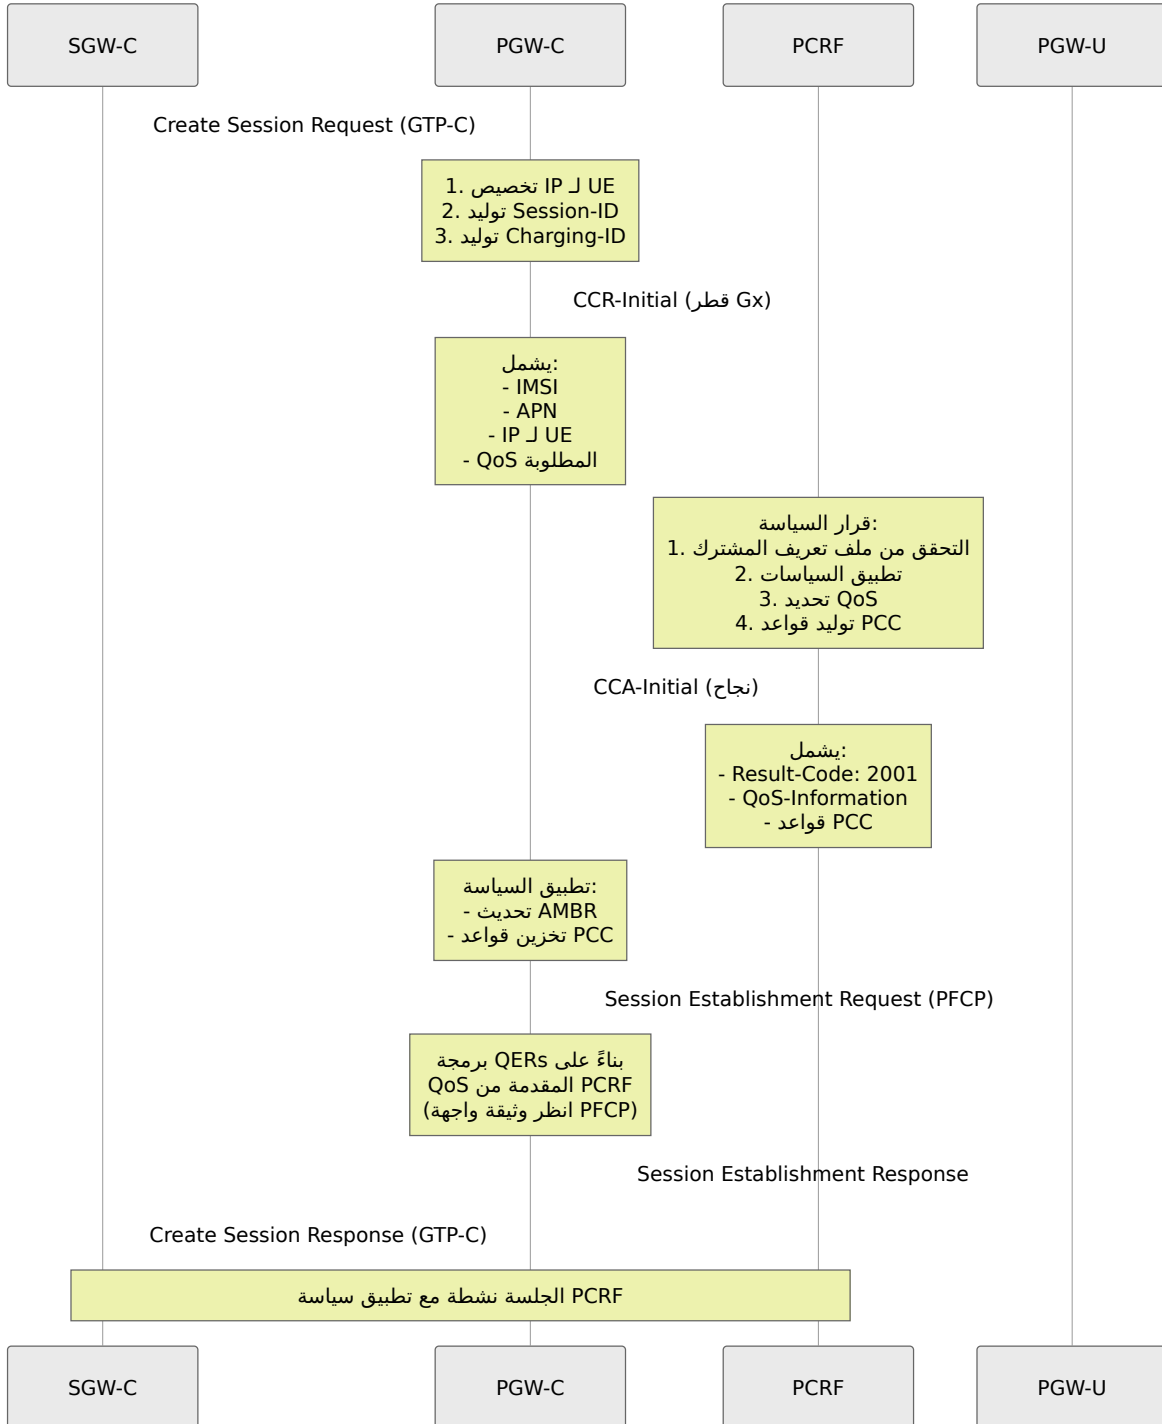 SGW-C
PGW-C
PCRF
PGW-U
Create Session Request (GTP-C)
1. تخصيص IP لـ UE
2. توليد Session-ID
3. توليد Charging-ID
CCR-Initial (قطر Gx)
يشمل:
- IMSI
- APN
- IP لـ UE
- QoS المطلوبة
قرار السياسة:
1. التحقق من ملف تعريف المشترك
2. تطبيق السياسات
3. تحديد QoS
4. توليد قواعد PCC
CCA-Initial (نجاح)
يشمل:
- Result-Code: 2001
- QoS-Information
- قواعد PCC
تطبيق السياسة:
- تحديث AMBR
- تخزين قواعد PCC
Session Establishment Request (PFCP)
برمجة QERs بناءً على
QoS المقدمة من PCRF
(انظر وثيقة واجهة PFCP)
Session Establishment Response
Create Session Response (GTP-C)
الجلسة نشطة مع تطبيق سياسة PCRF
SGW-C
PGW-C
PCRF
PGW-U